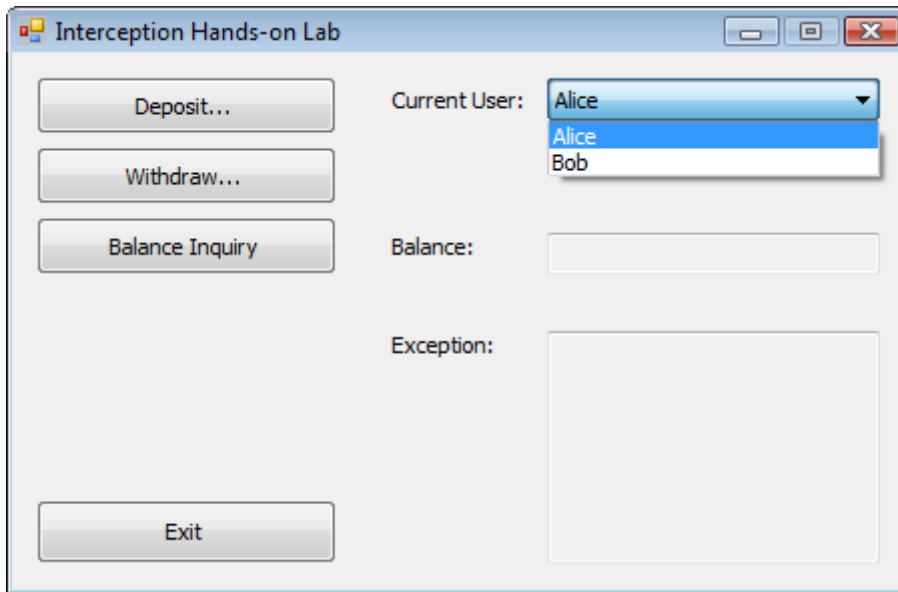 Interception Hands-on Lab
Deposit...
Current User:
Alice
Alice
Bob
Withdraw...
Balance Inquiry
Balance:
Exception:
Exit